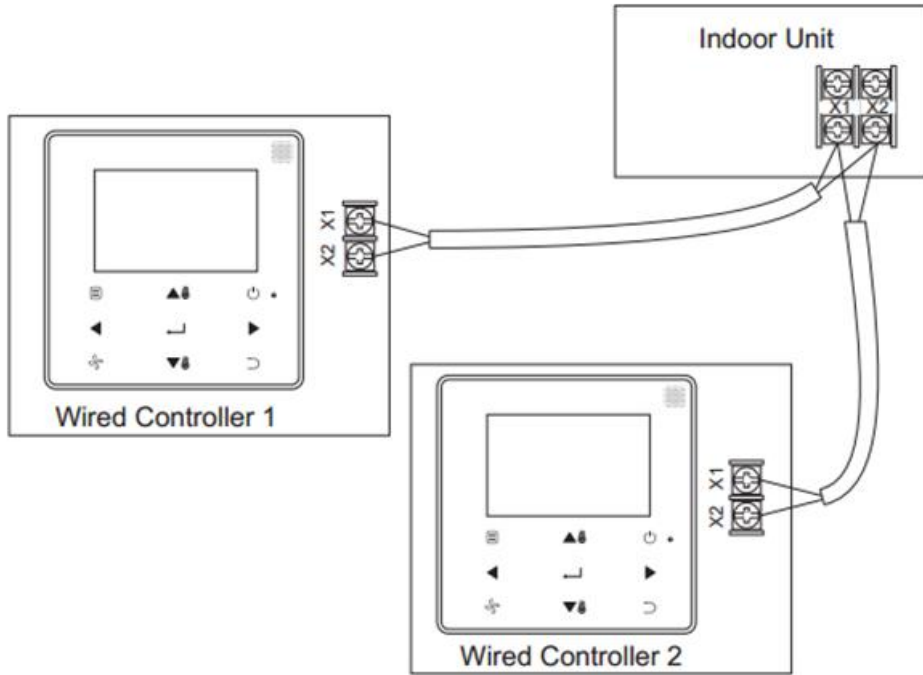 Indoor Unit
X1 X2
X1
X2
Wired Controller 1
X1
X2
Wired Controller 2